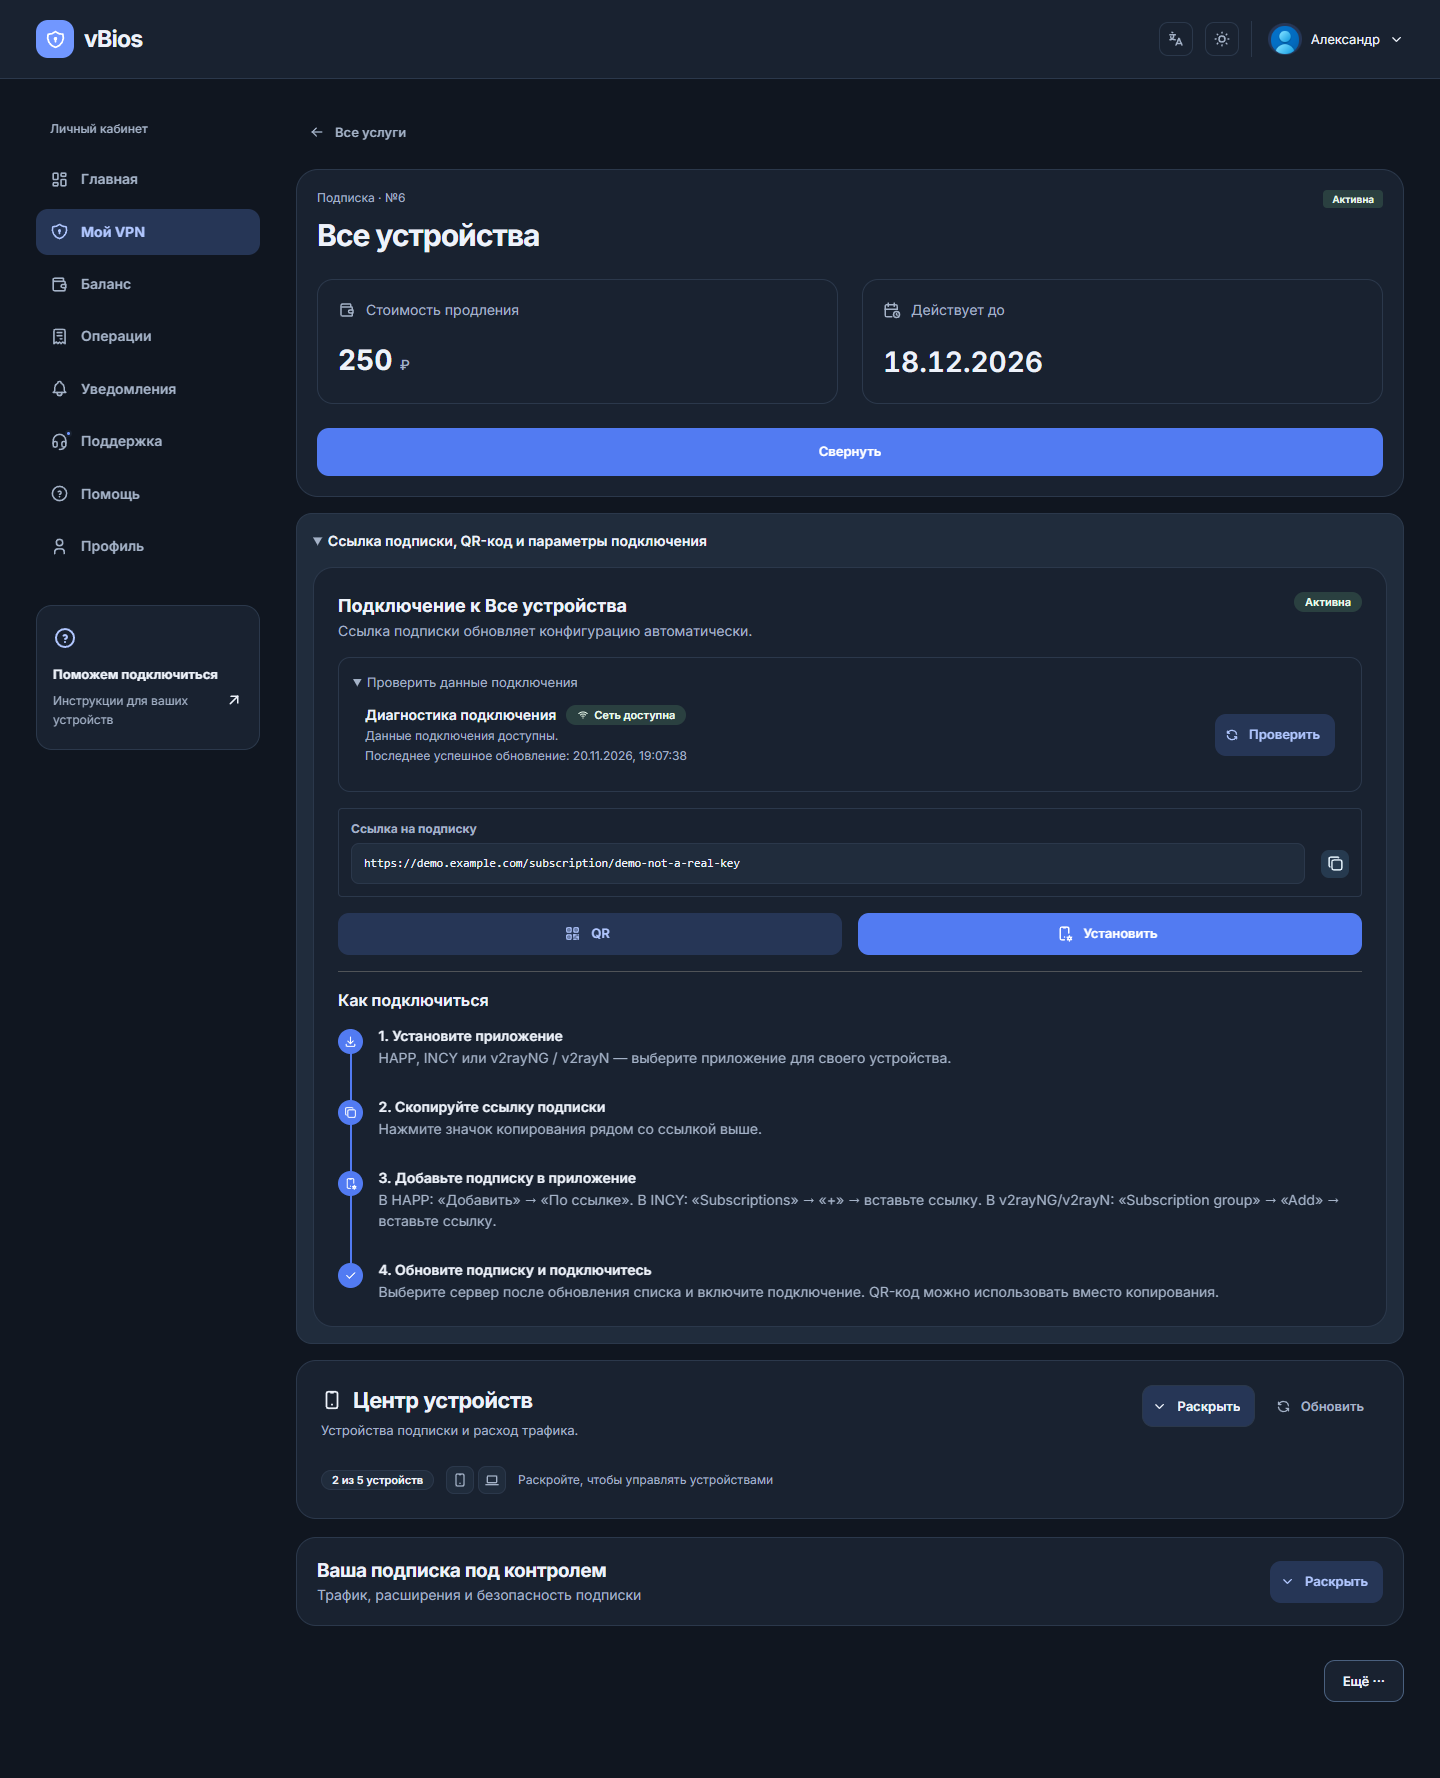 vBios
Александр
Личный кабинет
Главная
Мой VPN
Баланс
Операции
Уведомления
Поддержка
Помощь
Профиль
Поможем подключиться
Инструкции для ваших
устройств
Все услуги
Подписка · №6
Активна
Все устройства
Стоимость продления
250 ₽
Действует до
18.12.2026
Свернуть
Ссылка подписки, QR-код и параметры подключения
Подключение к Все устройства
Активна
Ссылка подписки обновляет конфигурацию автоматически.
Проверить данные подключения
Диагностика подключения
Сеть доступна
Данные подключения доступны.
Последнее успешное обновление: 20.11.2026, 19:07:38
Проверить
Ссылка на подписку
https://demo.example.com/subscription/demo-not-a-real-key
QR
Установить
Как подключиться
1. Установите приложение
HAPP, INCY или v2rayNG / v2rayN — выберите приложение для своего устройства.
2. Скопируйте ссылку подписки
Нажмите значок копирования рядом со ссылкой выше.
3. Добавьте подписку в приложение
В HAPP: «Добавить» → «По ссылке». В INCY: «Subscriptions» → «+» → вставьте ссылку. В v2rayNG/v2rayN: «Subscription group» → «Add» →
вставьте ссылку.
4. Обновите подписку и подключитесь
Выберите сервер после обновления списка и включите подключение. QR-код можно использовать вместо копирования.
Центр устройств
Раскрыть
Обновить
Устройства подписки и расход трафика.
2 из 5 устройств
Раскройте, чтобы управлять устройствами
Ваша подписка под контролем
Трафик, расширения и безопасность подписки
Раскрыть
Ещё ···